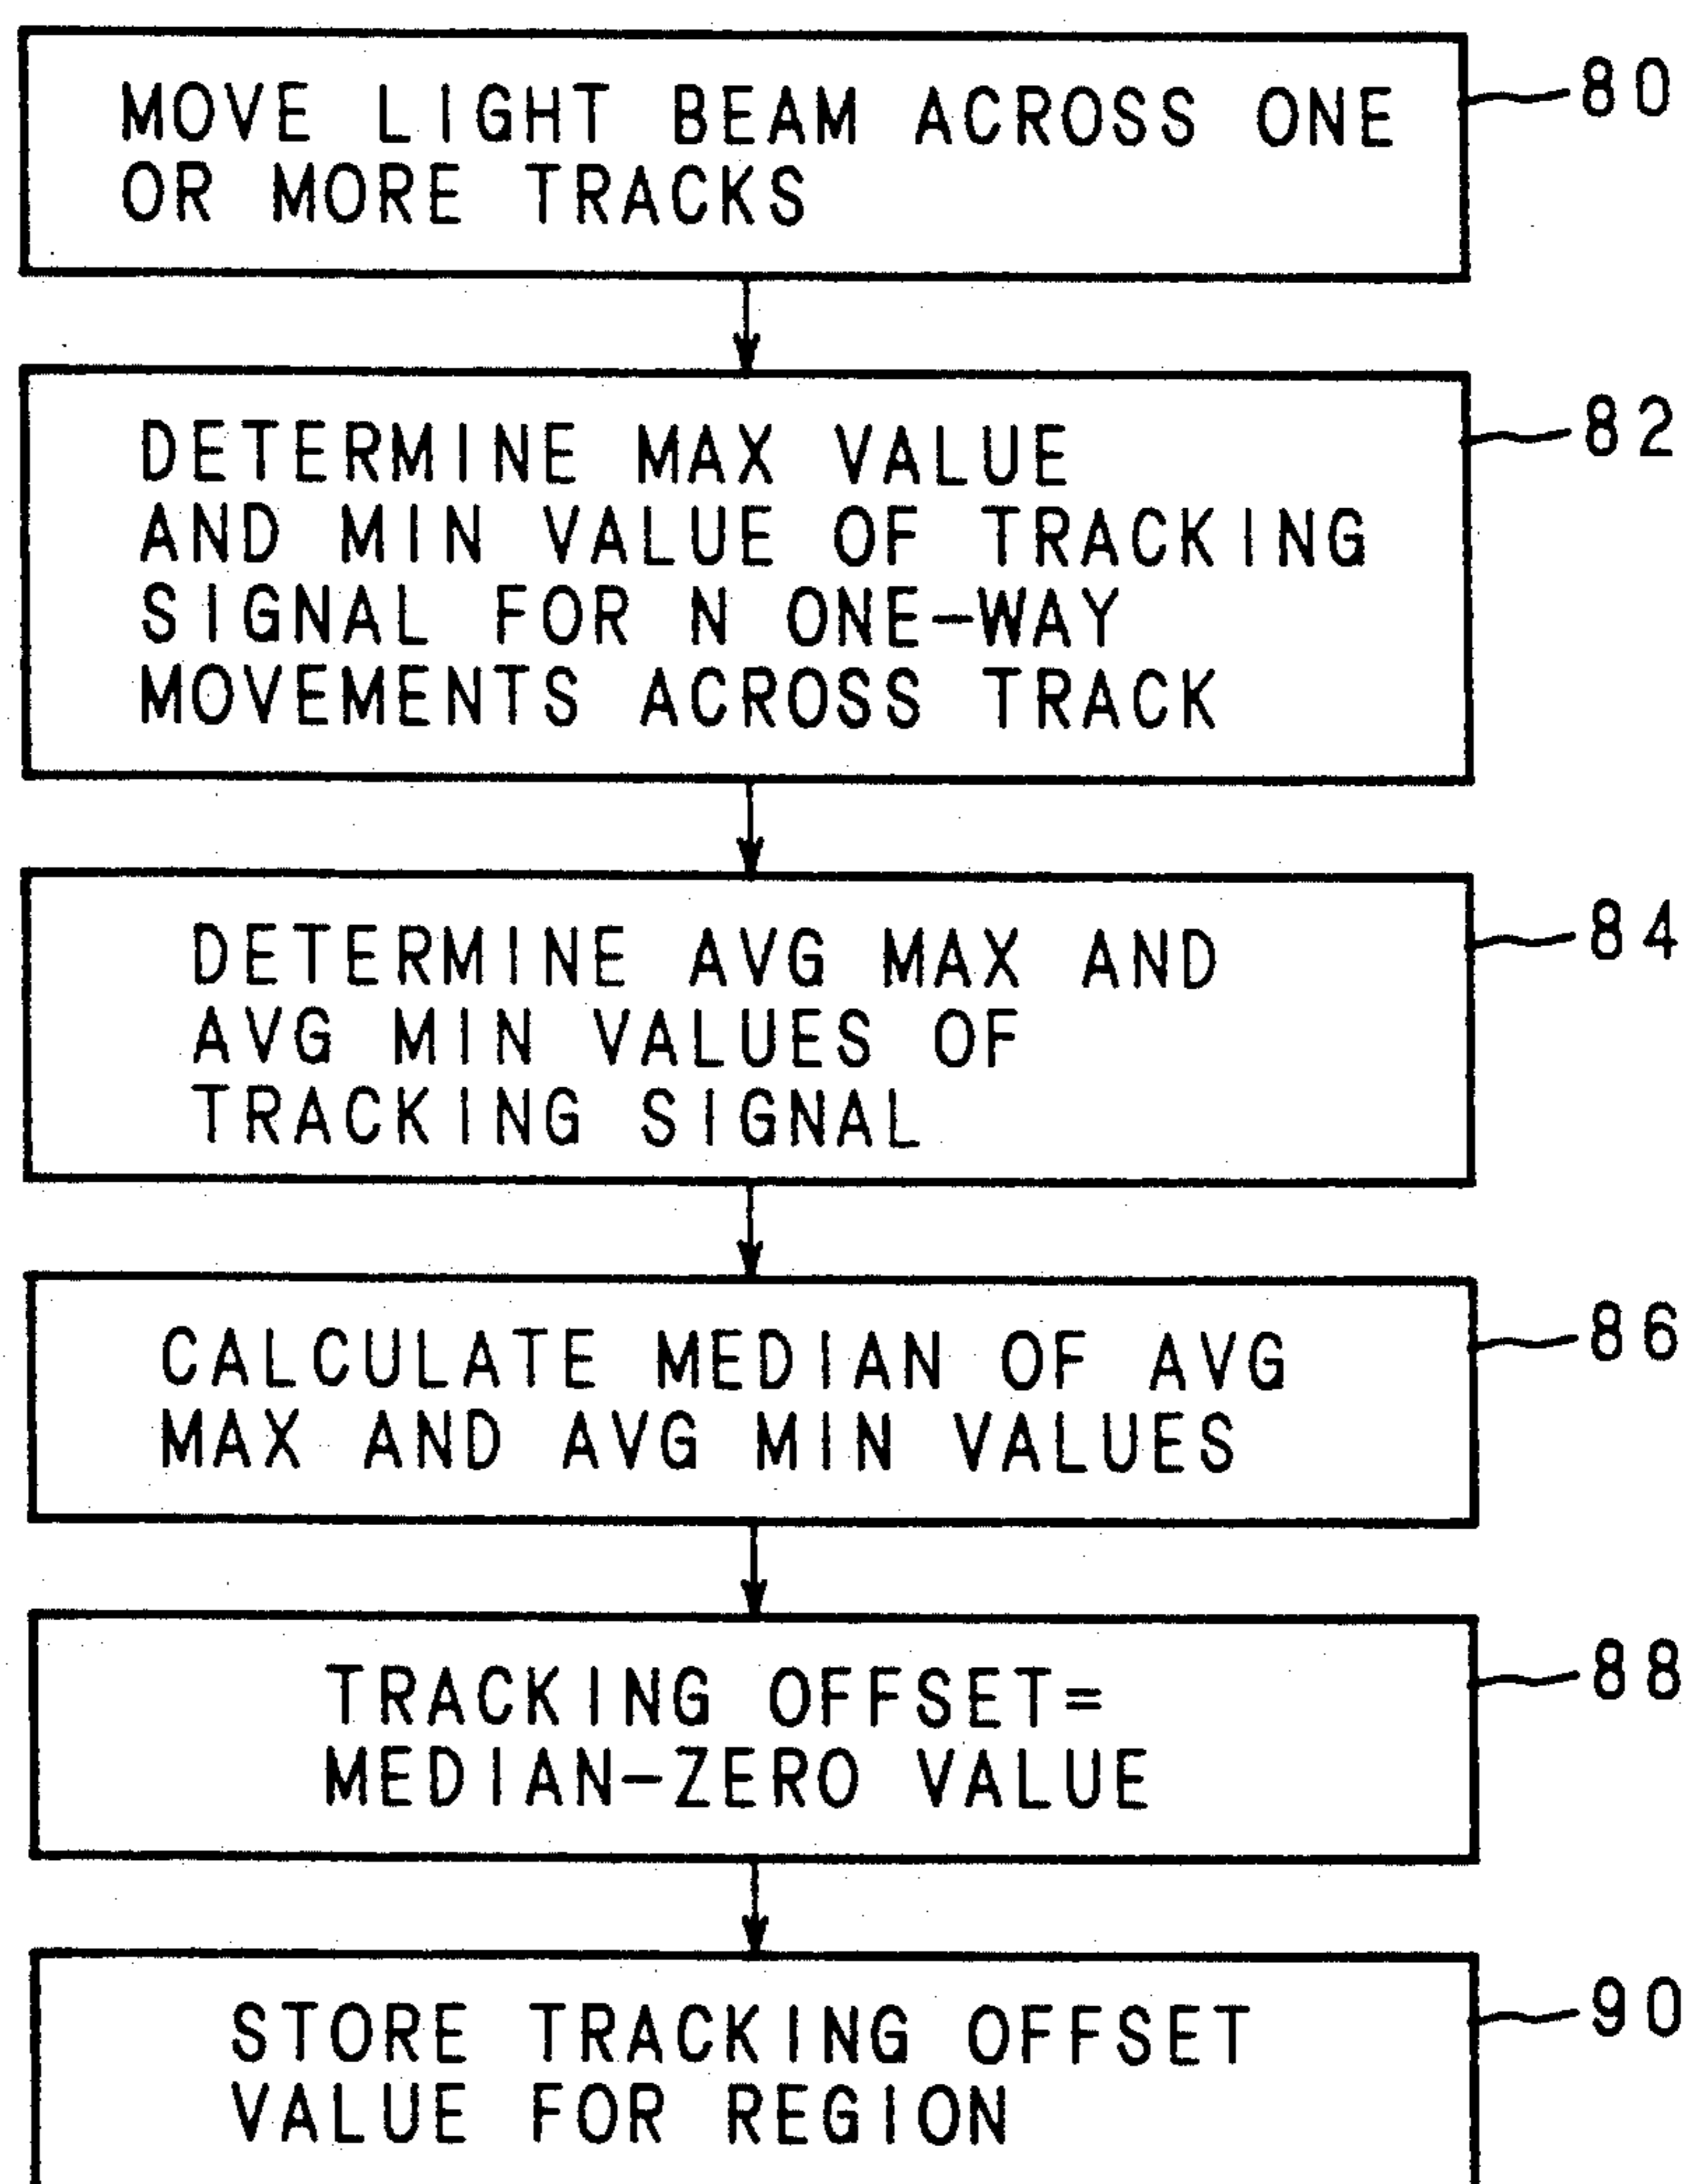 MOVE LIGHT BEAM ACROSS ONE
OR MORE TRACKS
80
DETERMINE MAX VALUE
AND MIN VALUE OF TRACKING
SIGNAL FOR N ONE-WAY
MOVEMENTS ACROSS TRACK
82
DETERMINE AVG MAX AND
AVG MIN VALUES OF
TRACKING SIGNAL
84
CALCULATE MEDIAN OF AVG
MAX AND AVG MIN VALUES
86
TRACKING OFFSET=
MEDIAN-ZERO VALUE
88
STORE TRACKING OFFSET
VALUE FOR REGION
90